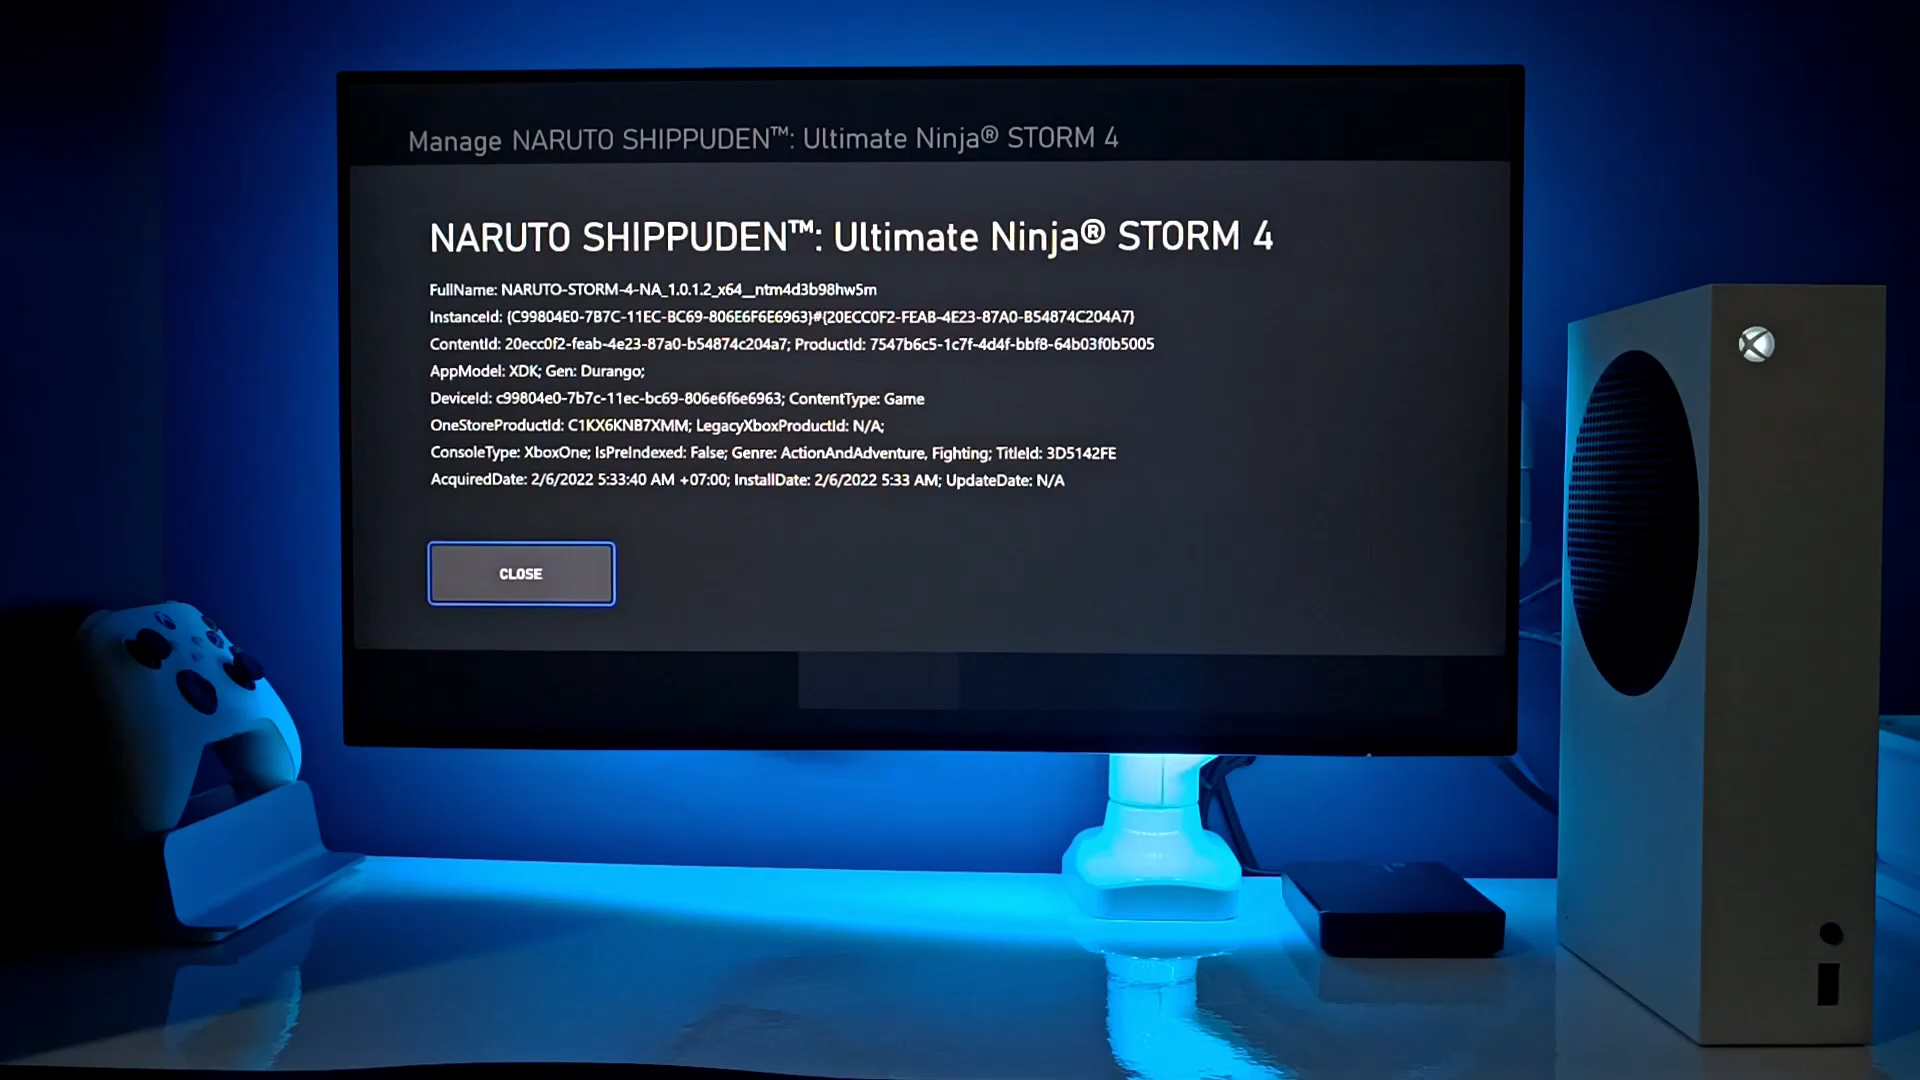 Manage NARUTO SHIPPUDEN™: Ultimate Ninja® STORM 4
NARUTO SHIPPUDEN™: Ultimate Ninja® STORM 4
FullName: NARUTO-STORM-4-NA_1.0.1.2_x64__ntm4d3b98hw5m
InstanceId: {C99804E0-7B7C-11EC-BC69-806E6F6E6963}#{20ECC0F2-FEAB-4E23-87A0-B54874C204A7}
ContentId: 20ecc0f2-feab-4e23-87a0-b54874c204a7; ProductId: 7547b6c5-1c7f-4d4f-bbf8-64b03f0b5005
AppModel: XDK; Gen: Durango;
DeviceId: c99804e0-7b7c-11ec-bc69-806e6f6e6963; ContentType: Game
OneStoreProductId: C1KX6KNB7XMM; LegacyXboxProductId: N/A;
ConsoleType: XboxOne; IsPreIndexed: False; Genre: ActionAndAdventure, Fighting; TitleId: 3D5142FE
AcquiredDate: 2/6/2022 5:33:40 AM +07:00; InstallDate: 2/6/2022 5:33 AM; UpdateDate: N/A
CLOSE